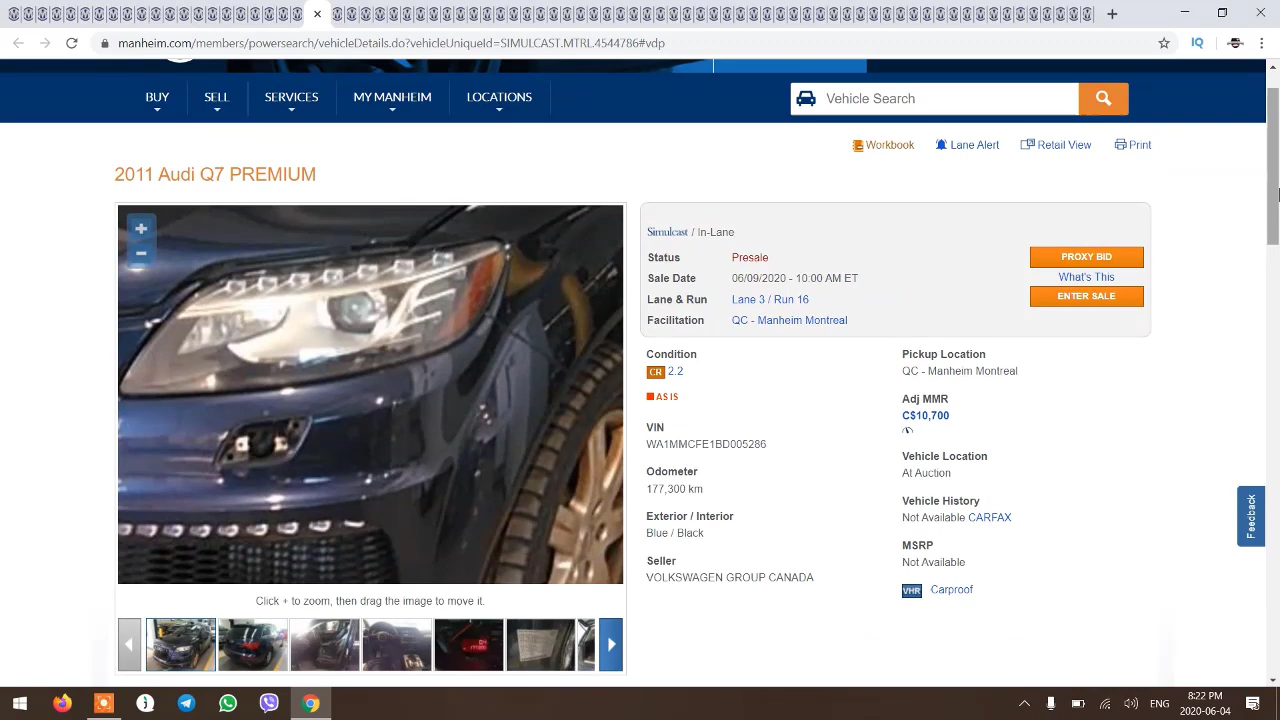 manheim.com/members/powersearch/vehicleDetails.do?vehicleUniqueId=SIMULCAST.MTRL.4544786#vdp
IQ
BUY
SELL
SERVICES
MY MANHEIM
LOCATIONS
Vehicle Search
Workbook
Lane Alert
Retail View
Print
2011 Audi Q7 PREMIUM
Simulcast / In-Lane
Status Presale
Sale Date 06/09/2020 - 10:00 AM ET
Lane & Run Lane 3 / Run 16
Facilitation QC - Manheim Montreal
PROXY BID
What's This
ENTER SALE
Condition
CR 2.2
AS IS
VIN
WA1MMCFE1BD005286
Odometer
177,300 km
Exterior / Interior
Blue / Black
Seller
VOLKSWAGEN GROUP CANADA
Pickup Location
QC - Manheim Montreal
Adj MMR
C$10,700
Vehicle Location
At Auction
Vehicle History
Not Available CARFAX
MSRP
Not Available
VHR Carproof
Feedback
Click + to zoom, then drag the image to move it.
ENG
8:22 PM
2020-06-04